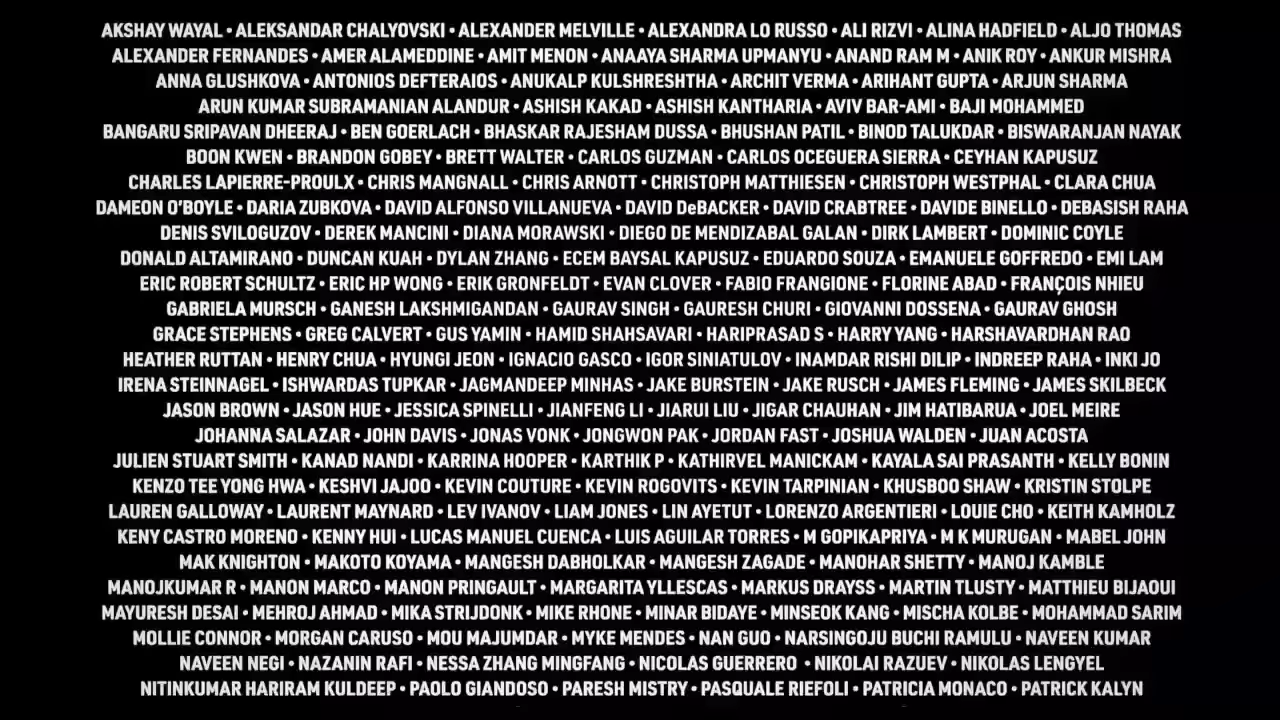 AKSHAY WAYAL • ALEKSANDAR CHALYOVSKI • ALEXANDER MELVILLE • ALEXANDRA LO RUSSO • ALI RIZVI • ALINA HADFIELD • ALJO THOMAS
ALEXANDER FERNANDES • AMER ALAMEDDINE • AMIT MENON • ANAAYA SHARMA UPMANYU • ANAND RAM M • ANIK ROY • ANKUR MISHRA
ANNA GLUSHKOVA • ANTONIOS DEFTERAIOS • ANUKALP KULSHRESHTHA • ARCHIT VERMA • ARIHANT GUPTA • ARJUN SHARMA
ARUN KUMAR SUBRAMANIAN ALANDUR • ASHISH KAKAD • ASHISH KANTHARIA • AVIV BAR-AMI • BAJI MOHAMMED
BANGARU SRIPAVAN DHEERAJ • BEN GOERLACH • BHASKAR RAJESHAM DUSSA • BHUSHAN PATIL • BINOD TALUKDAR • BISWARANJAN NAYAK
BOON KWEN • BRANDON GOBEY • BRETT WALTER • CARLOS GUZMAN • CARLOS OCEGUERA SIERRA • CEYHAN KAPUSUZ
CHARLES LAPIERRE-PROULX • CHRIS MANGNALL • CHRIS ARNOTT • CHRISTOPH MATTHIESEN • CHRISTOPH WESTPHAL • CLARA CHUA
DAMEON O'BOYLE • DARIA ZUBKOVA • DAVID ALFONSO VILLANUEVA • DAVID DeBACKER • DAVID CRABTREE • DAVIDE BINELLO • DEBASISH RAHA
DENIS SVILOGUZOV • DEREK MANCINI • DIANA MORAWSKI • DIEGO DE MENDIZABAL GALAN • DIRK LAMBERT • DOMINIC COYLE
DONALD ALTAMIRANO • DUNCAN KUAH • DYLAN ZHANG • ECEM BAYSAL KAPUSUZ • EDUARDO SOUZA • EMANUELE GOFFREDO • EMI LAM
ERIC ROBERT SCHULTZ • ERIC HP WONG • ERIK GRONFELDT • EVAN CLOVER • FABIO FRANGIONE • FLORINE ABAD • FRANÇOIS NHIEU
GABRIELA MURSCH • GANESH LAKSHMIGANDAN • GAURAV SINGH • GAURESH CHURI • GIOVANNI DOSSENA • GAURAV GHOSH
GRACE STEPHENS • GREG CALVERT • GUS YAMIN • HAMID SHAHSAVARI • HARIPRASAD S • HARRY YANG • HARSHAVARDHAN RAO
HEATHER RUTTAN • HENRY CHUA • HYUNGI JEON • IGNACIO GASCO • IGOR SINIATULOV • INAMDAR RISHI DILIP • INDREEP RAHA • INKI JO
IRENA STEINNAGEL • ISHWARDAS TUPKAR • JAGMANDEEP MINHAS • JAKE BURSTEIN • JAKE RUSCH • JAMES FLEMING • JAMES SKILBECK
JASON BROWN • JASON HUE • JESSICA SPINELLI • JIANFENG LI • JIARUI LIU • JIGAR CHAUHAN • JIM HATIBARUA • JOEL MEIRE
JOHANNA SALAZAR • JOHN DAVIS • JONAS VONK • JONGWON PAK • JORDAN FAST • JOSHUA WALDEN • JUAN ACOSTA
JULIEN STUART SMITH • KANAD NANDI • KARRINA HOOPER • KARTHIK P • KATHIRVEL MANICKAM • KAYALA SAI PRASANTH • KELLY BONIN
KENZO TEE YONG HWA • KESHVI JAJOO • KEVIN COUTURE • KEVIN ROGOVITS • KEVIN TARPINIAN • KHUSBOO SHAW • KRISTIN STOLPE
LAUREN GALLOWAY • LAURENT MAYNARD • LEV IVANOV • LIAM JONES • LIN AYETUT • LORENZO ARGENTIERI • LOUIE CHO • KEITH KAMHOLZ
KENY CASTRO MORENO • KENNY HUI • LUCAS MANUEL CUENCA • LUIS AGUILAR TORRES • M GOPIKAPRIYA • M K MURUGAN • MABEL JOHN
MAK KNIGHTON • MAKOTO KOYAMA • MANGESH DABHOLKAR • MANGESH ZAGADE • MANOHAR SHETTY • MANOJ KAMBLE
MANOJKUMAR R • MANON MARCO • MANON PRINGAULT • MARGARITA YLLESCAS • MARKUS DRAYSS • MARTIN TLUSTY • MATTHIEU BIJAOUI
MAYURESH DESAI • MEHROJ AHMAD • MIKA STRIJDONK • MIKE RHONE • MINAR BIDAYE • MINSEOK KANG • MISCHA KOLBE • MOHAMMAD SARIM
MOLLIE CONNOR • MORGAN CARUSO • MOU MAJUMDAR • MYKE MENDES • NAN GUO • NARSINGOJU BUCHI RAMULU • NAVEEN KUMAR
NAVEEN NEGI • NAZANIN RAFI • NESSA ZHANG MINGFANG • NICOLAS GUERRERO • NIKOLAI RAZUEV • NIKOLAS LENGYEL
NITINKUMAR HARIRAM KULDEEP • PAOLO GIANDOSO • PARESH MISTRY • PASQUALE RIEFOLI • PATRICIA MONACO • PATRICK KALYN